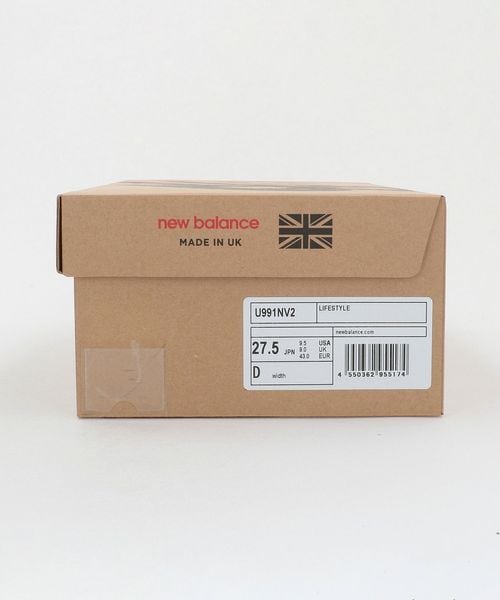 new balance
MADE IN UK
U991NV2
LIFESTYLE
newbalance.com
27.5 JPN
9.5 USA
9.0 UK
43.0 EUR
D width
4 550362 955174